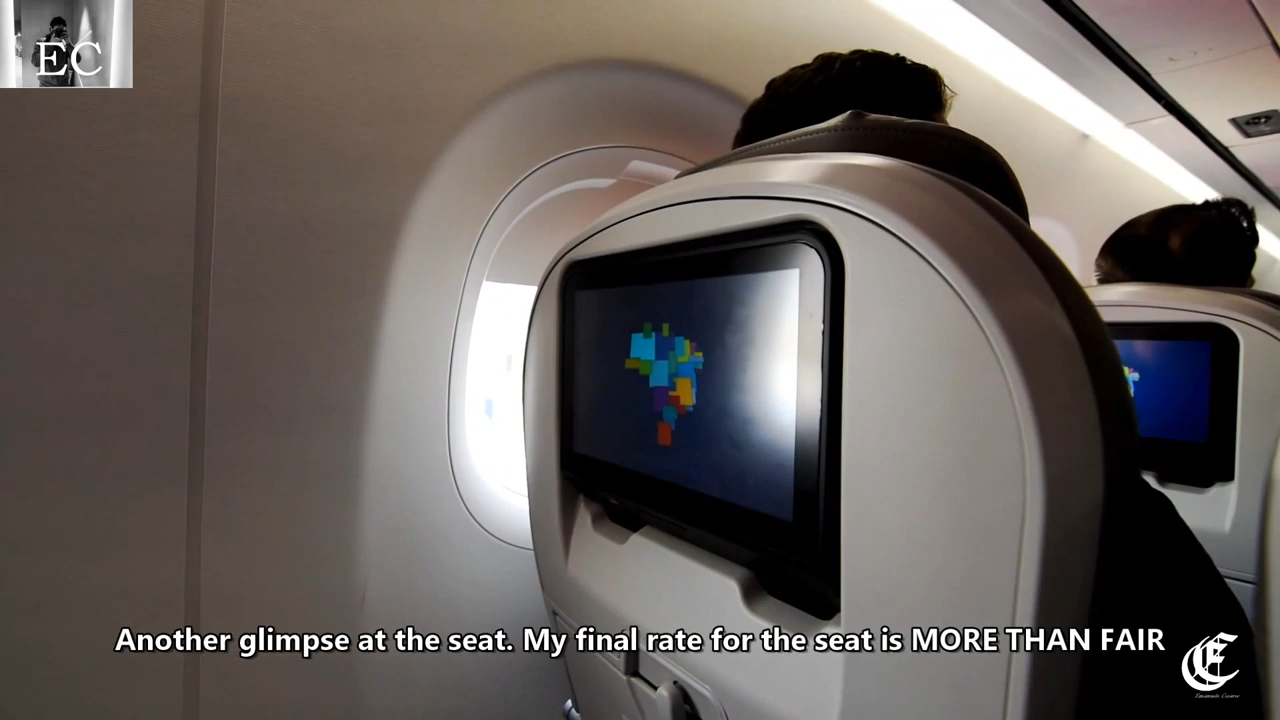 EC
Another glimpse at the seat. My final rate for the seat is MORE THAN FAIR